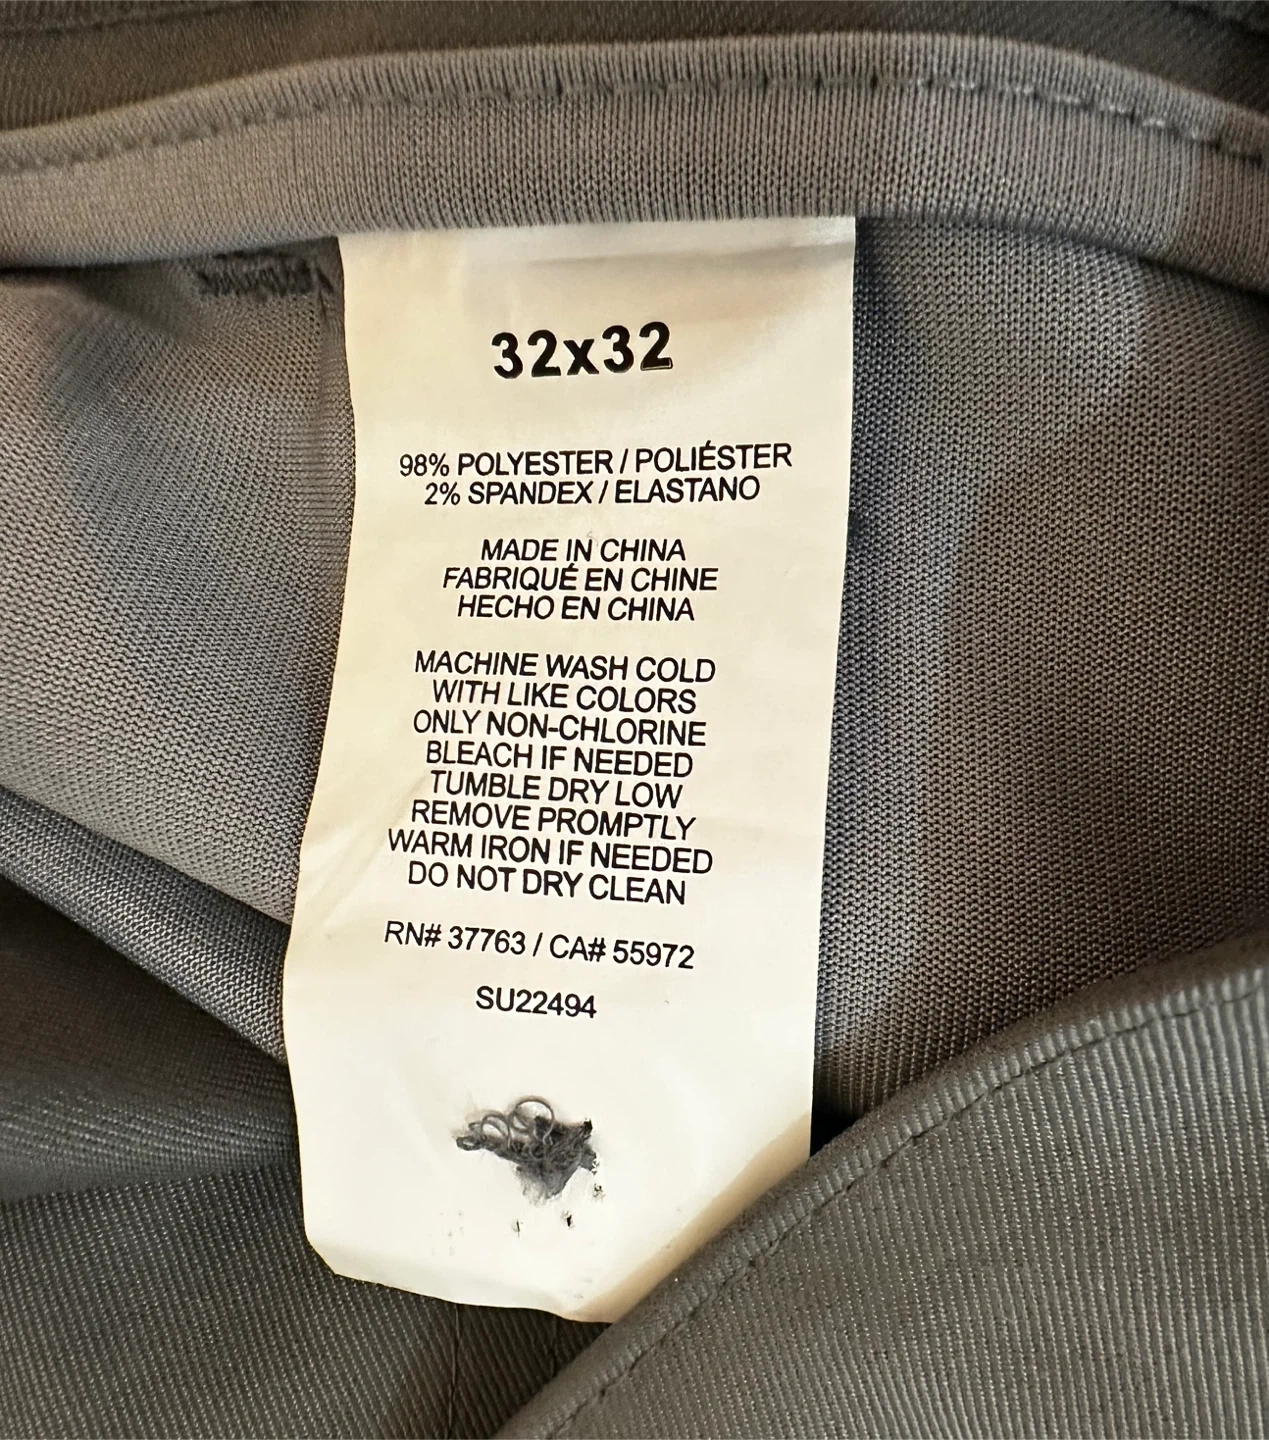 32x32
98% POLYESTER / POLIÉSTER
2% SPANDEX / ELASTANO
MADE IN CHINA
FABRIQUÉ EN CHINE
HECHO EN CHINA
MACHINE WASH COLD
WITH LIKE COLORS
ONLY NON-CHLORINE
BLEACH IF NEEDED
TUMBLE DRY LOW
REMOVE PROMPTLY
WARM IRON IF NEEDED
DO NOT DRY CLEAN
RN# 37763 / CA# 55972
SU22494